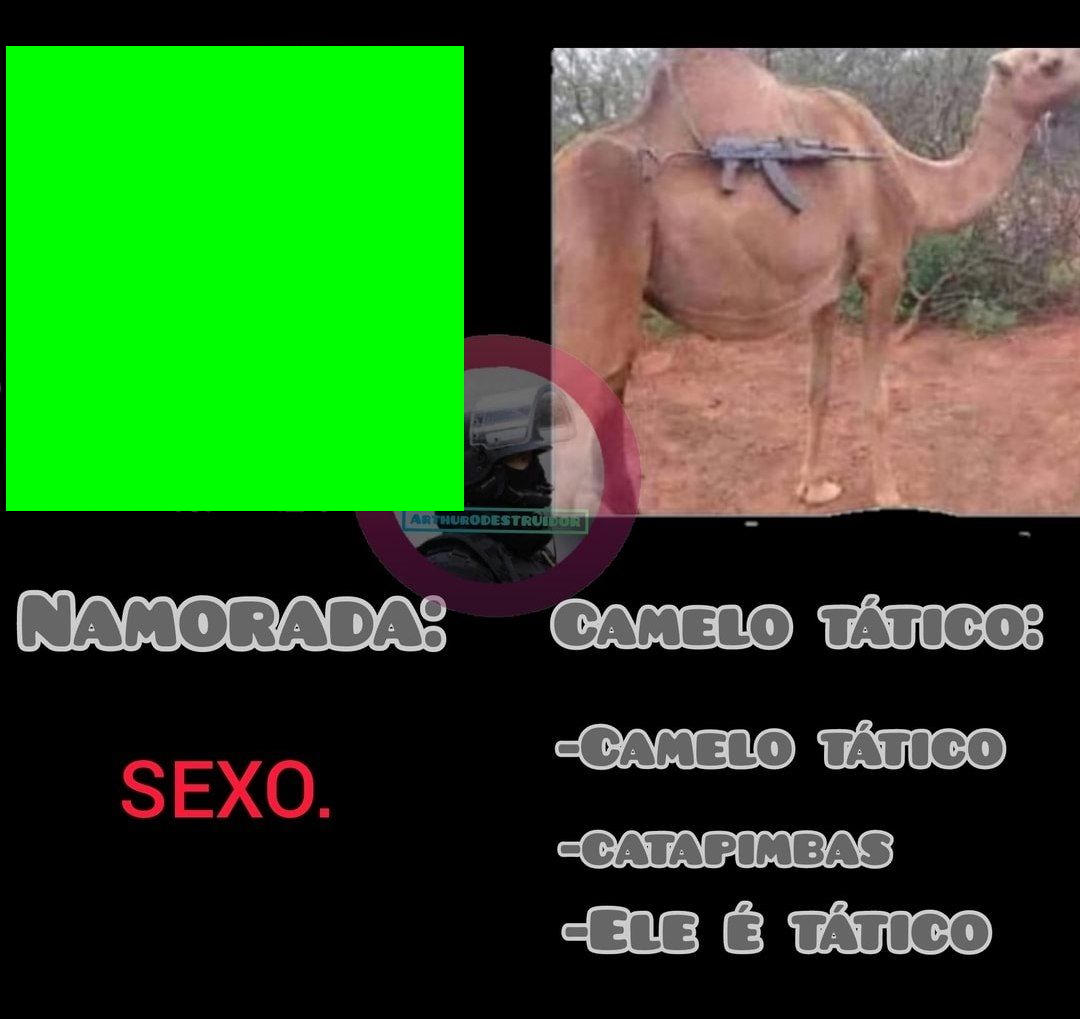 ArthurODestruidor
Namorada:
SEXO.
Camelo tático:
-Camelo tático
-catapimbas
-Ele é tático